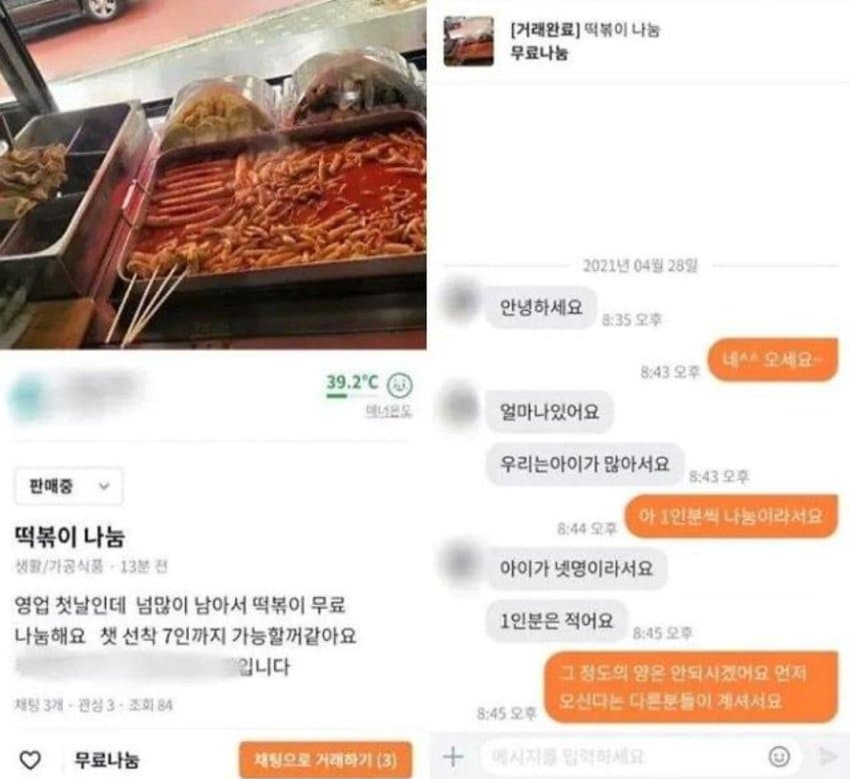 39.2°C
매너온도
판매중
떡볶이 나눔
생활/가공식품 · 13분 전
영업 첫날인데 넘많이 남아서 떡볶이 무료
나눔해요 챗 선착 7인까지 가능할꺼같아요
입니다
채팅 3개 · 관심 3 · 조회 84
무료나눔
채팅으로 거래하기 (3)
[거래완료] 떡볶이 나눔
무료나눔
2021년 04월 28일
안녕하세요
8:35 오후
네^^ 오세요~
8:43 오후
얼마나있어요
우리는아이가 많아서요
8:43 오후
아 1인분씩 나눔이라서요
8:44 오후
아이가 넷명이라서요
1인분은 적어요
8:45 오후
그 정도의 양은 안되시겠어요 먼저
오신다는 다른분들이 계셔서요
8:45 오후
메시지를 입력하세요